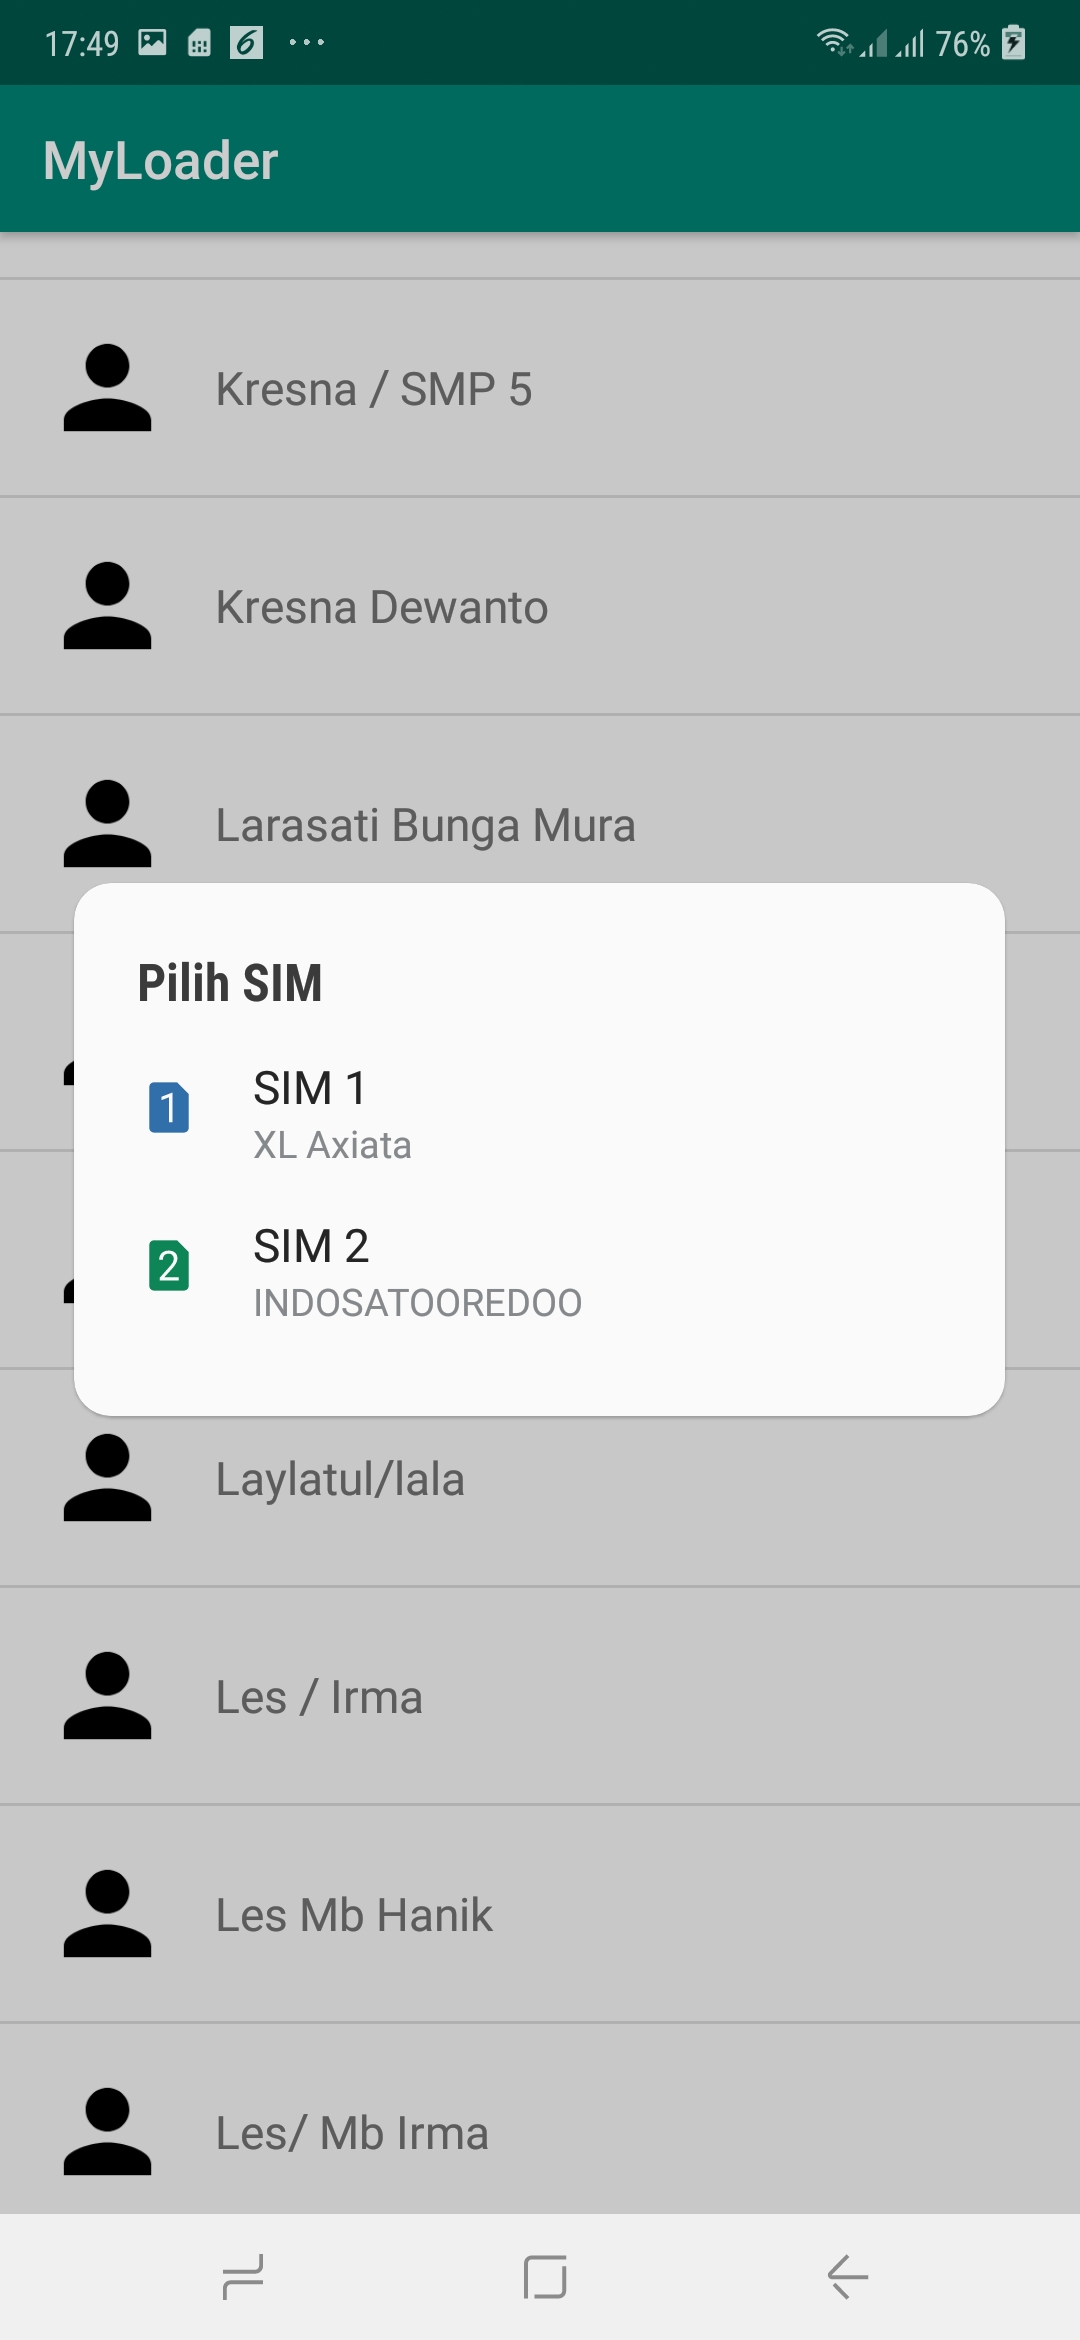 17:49
76%
MyLoader
Kresna / SMP 5
Kresna Dewanto
Larasati Bunga Mura
Pilih SIM
1
SIM 1
XL Axiata
2
SIM 2
INDOSATOOREDOO
Laylatul/lala
Les / Irma
Les Mb Hanik
Les/ Mb Irma